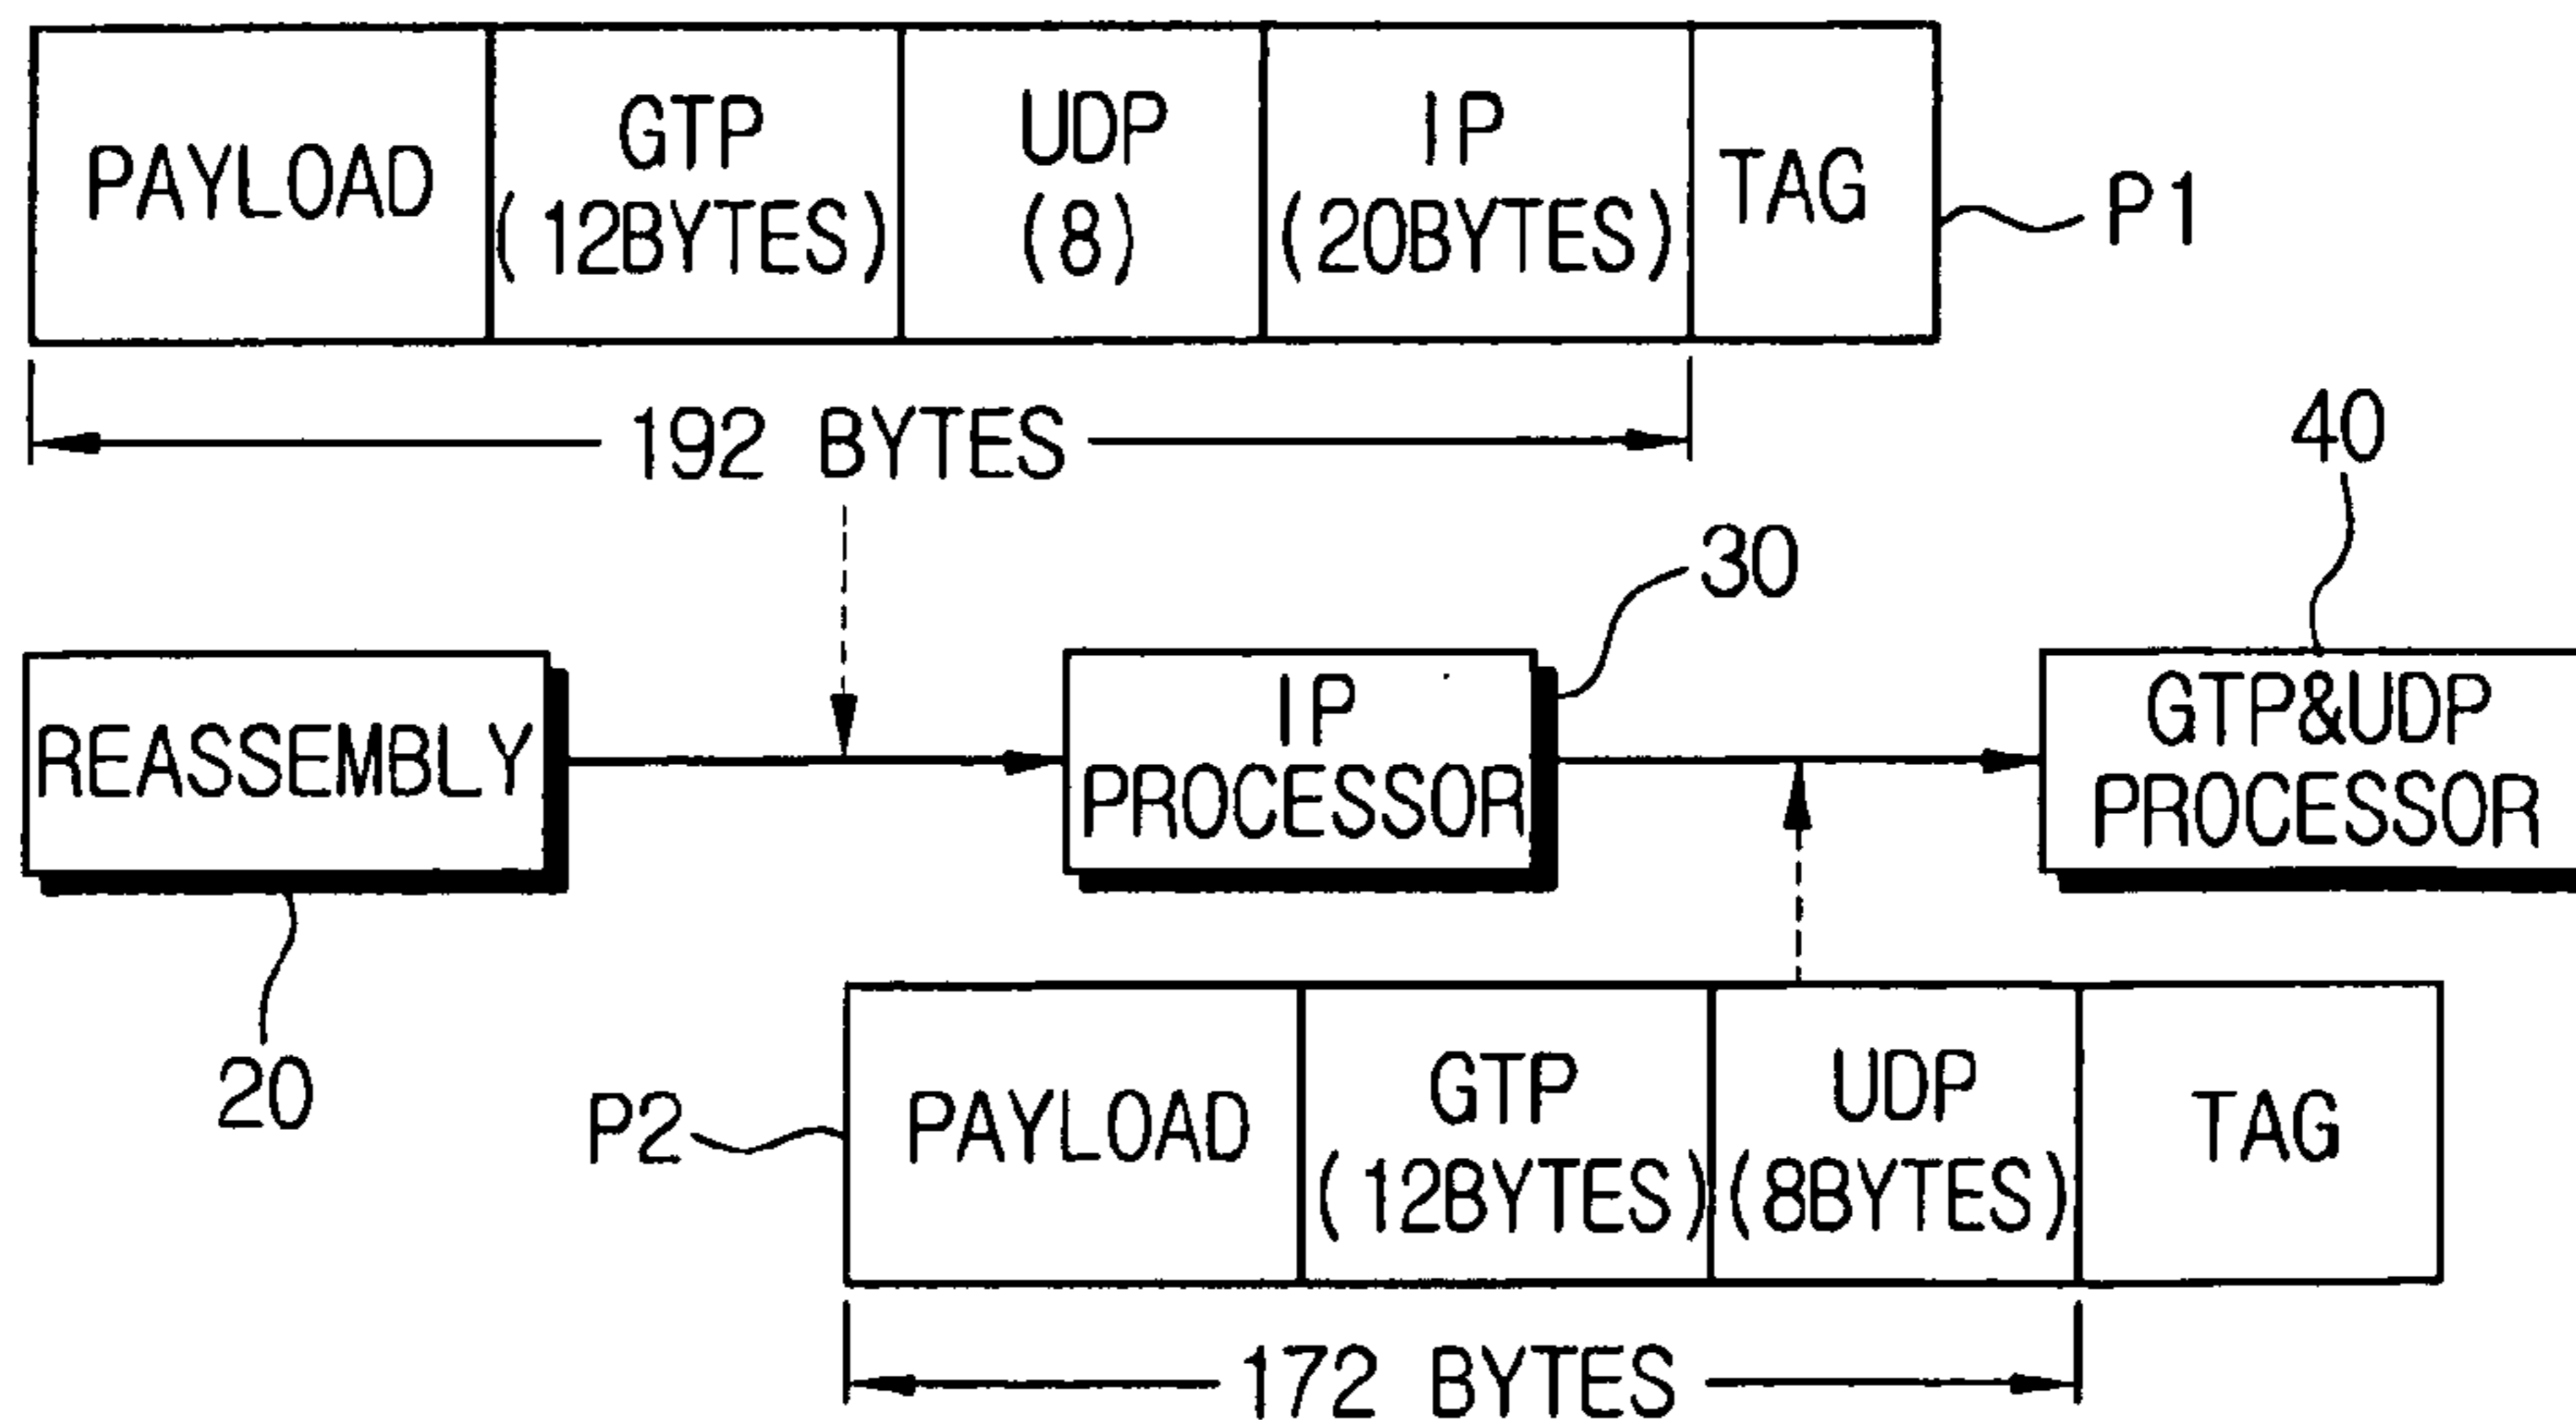 PAYLOAD
GTP
(12BYTES)
UDP
(8)
IP
(20BYTES)
TAG
P1
192 BYTES
40
30
REASSEMBLY
IP
PROCESSOR
GTP&UDP
PROCESSOR
20
P2
PAYLOAD
GTP
(12BYTES)
UDP
(8BYTES)
TAG
172 BYTES